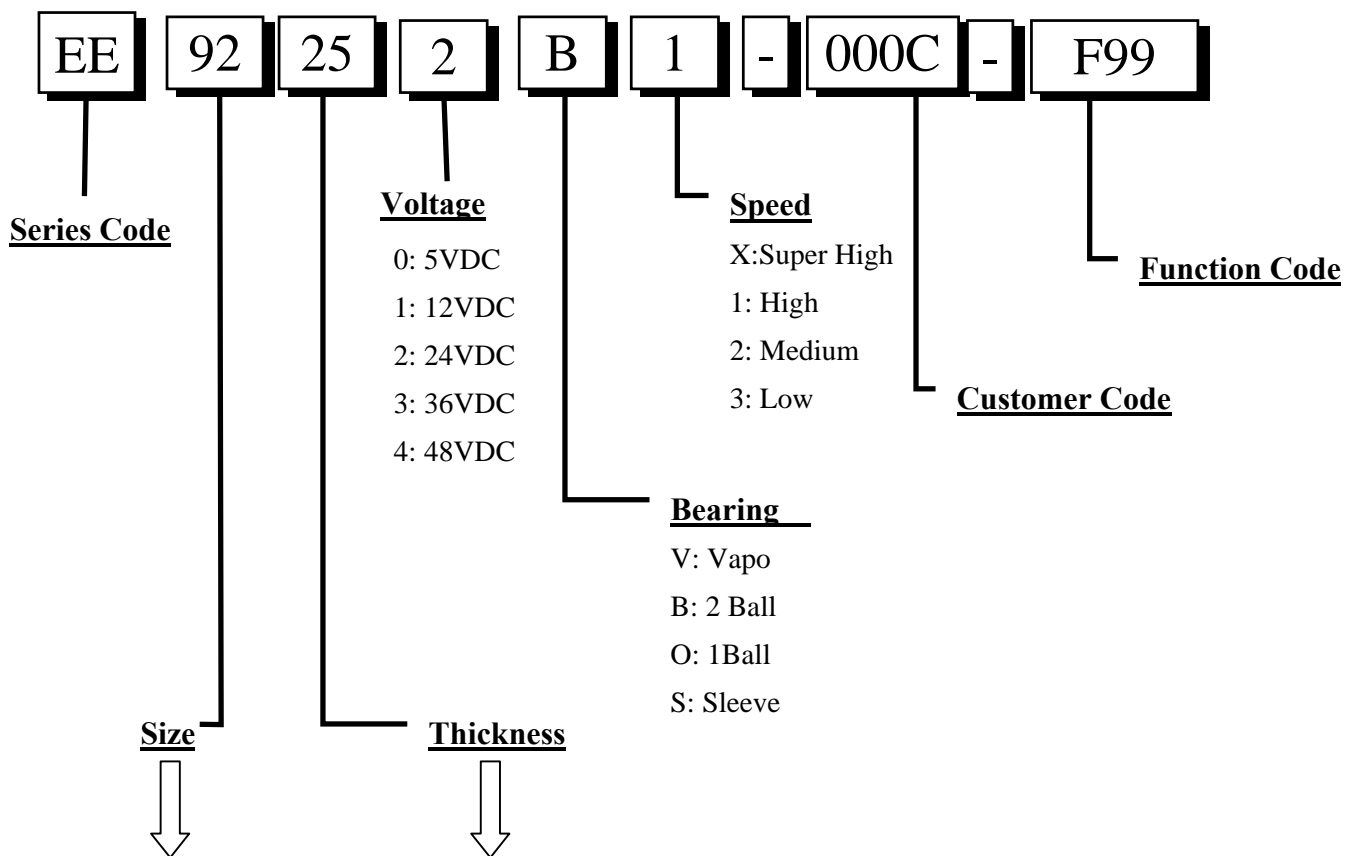 EE 92 25 2 B 1 - 000C - F99
Series Code
Voltage
0: 5VDC
1: 12VDC
2: 24VDC
3: 36VDC
4: 48VDC
Speed
X:Super High
1: High
2: Medium
3: Low
Function Code
Customer Code
Bearing
V: Vapo
B: 2 Ball
O: 1Ball
S: Sleeve
Size
Thickness